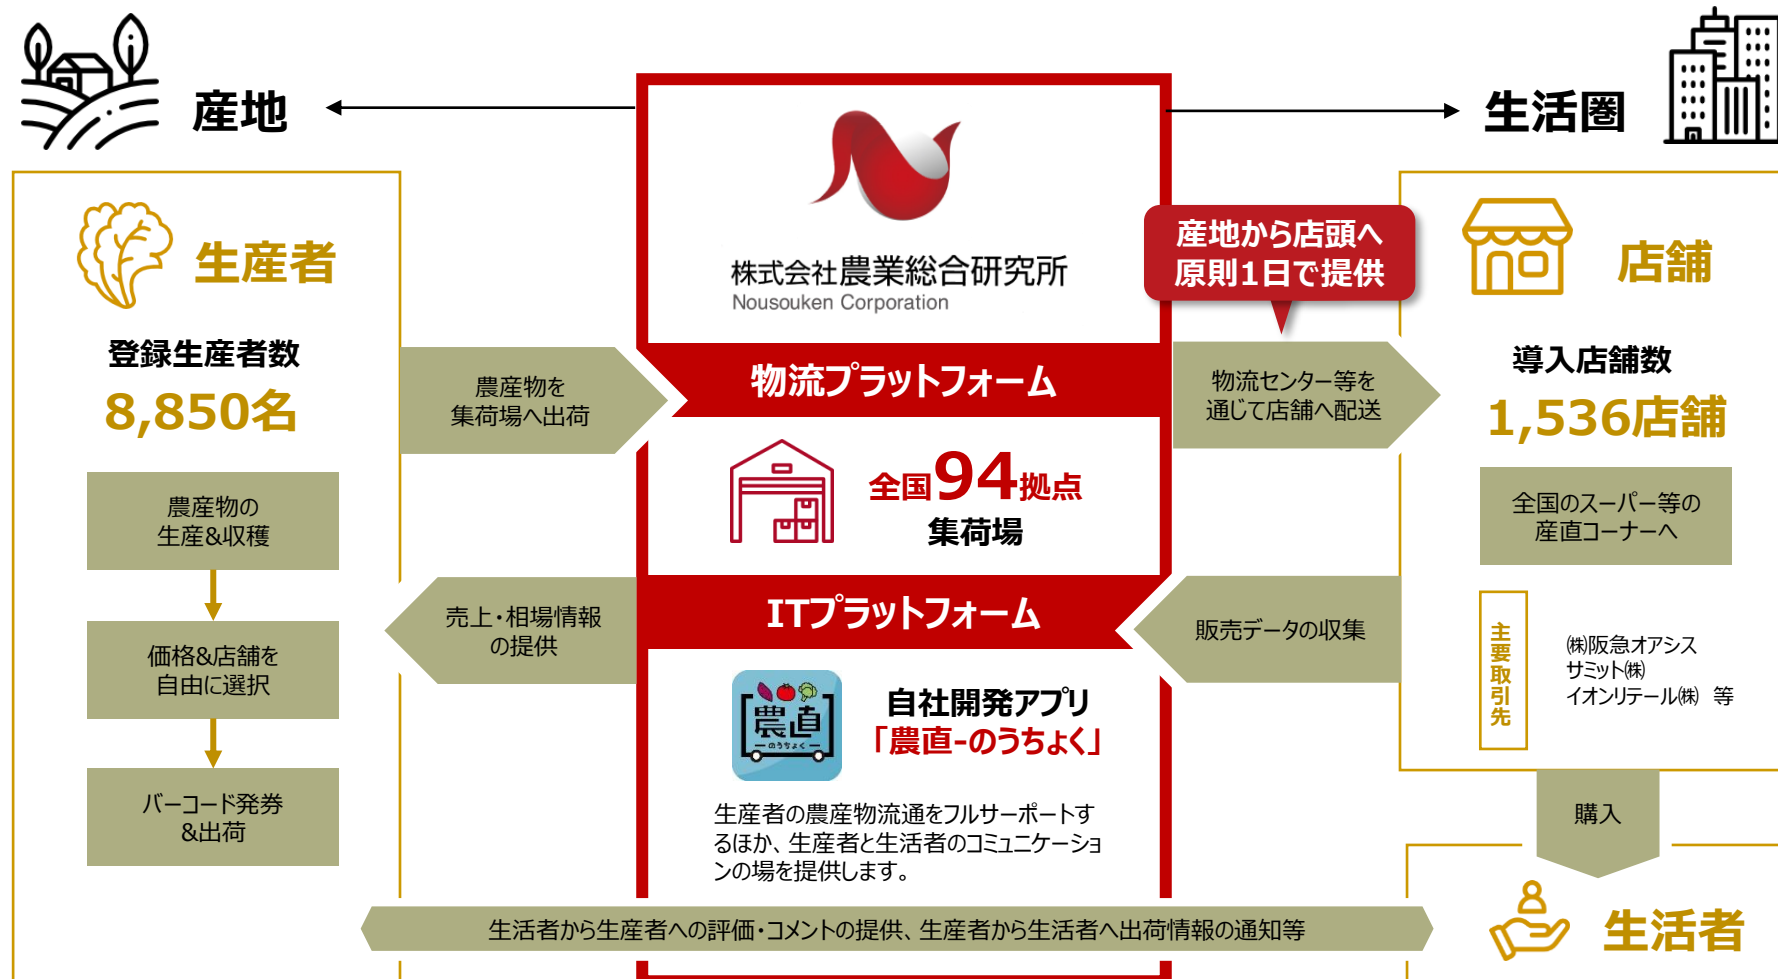 産地
生活圏
株式会社農業総合研究所
Nousouken Corporation
産地から店頭へ
原則1日で提供
生産者
登録生産者数
8,850名
農産物の
生産&収穫
価格&店舗を
自由に選択
バーコード発券
&出荷
農産物を
集荷場へ出荷
物流プラットフォーム
全国94拠点
集荷場
物流センター等を
通じて店舗へ配送
店舗
導入店舗数
1,536店舗
全国のスーパー等の
産直コーナーへ
主要取引先
㈱阪急オアシス
サミット㈱
イオンリテール㈱ 等
販売データの収集
ITプラットフォーム
売上・相場情報
の提供
農直
ーのうちょくー
自社開発アプリ
「農直-のうちょく」
生産者の農産物流通をフルサポートす
るほか、生産者と生活者のコミュニケーショ
ンの場を提供します。
購入
生活者
生活者から生産者への評価・コメントの提供、生産者から生活者へ出荷情報の通知等